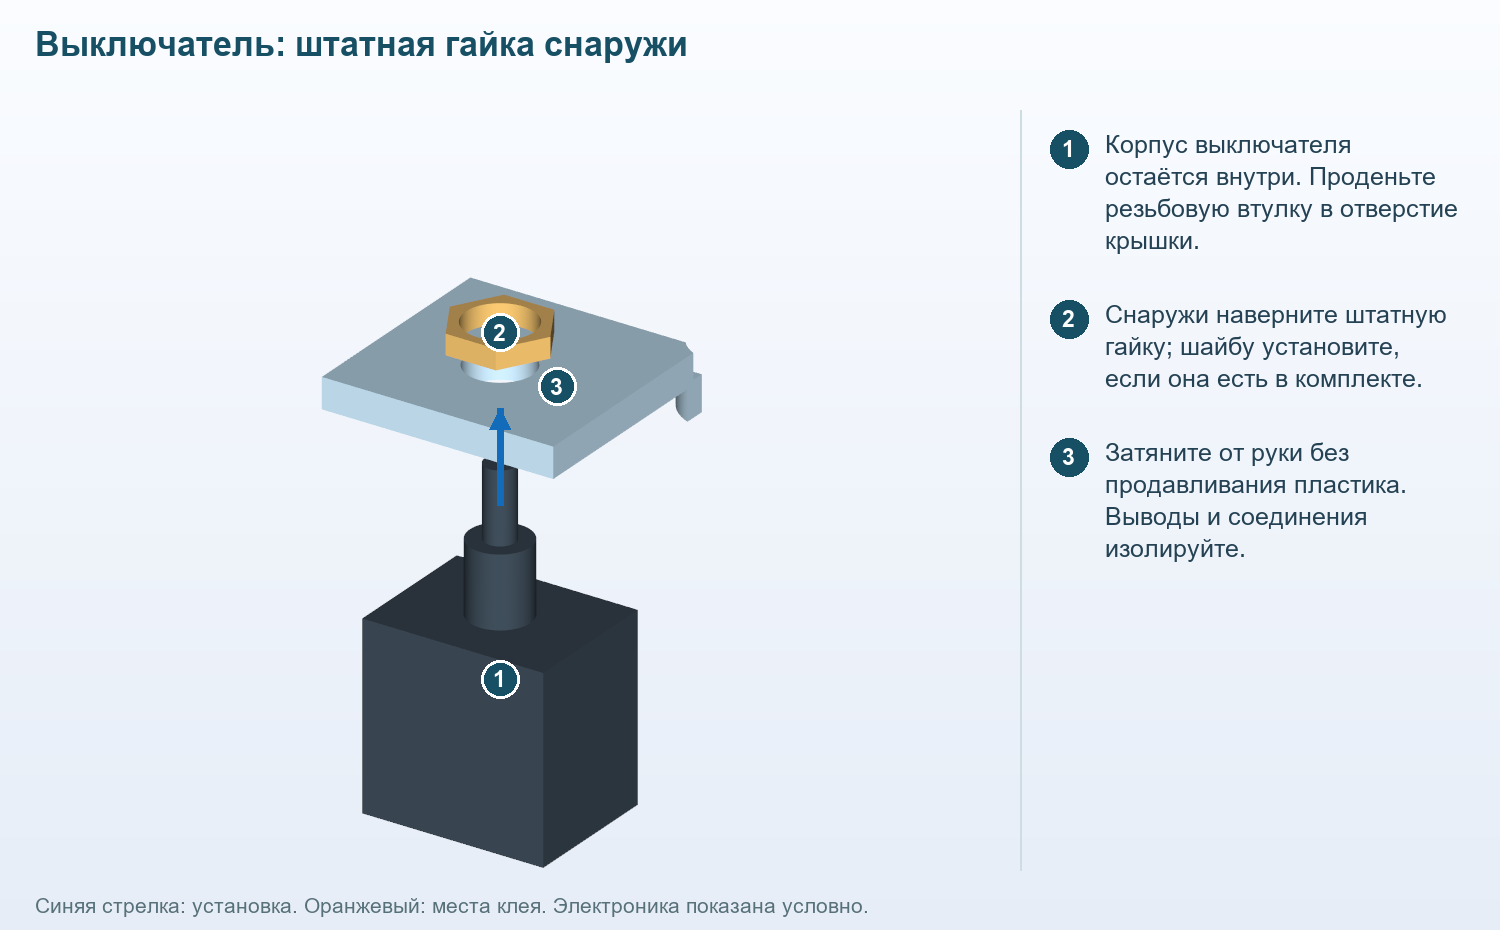 Выключатель: штатная гайка снаружи
1
Корпус выключателя
остаётся внутри. Проденьте
резьбовую втулку в отверстие
крышки.
2
Снаружи наверните штатную
гайку; шайбу установите,
если она есть в комплекте.
3
Затяните от руки без
продавливания пластика.
Выводы и соединения
изолируйте.
2
3
1
Синяя стрелка: установка. Оранжевый: места клея. Электроника показана условно.